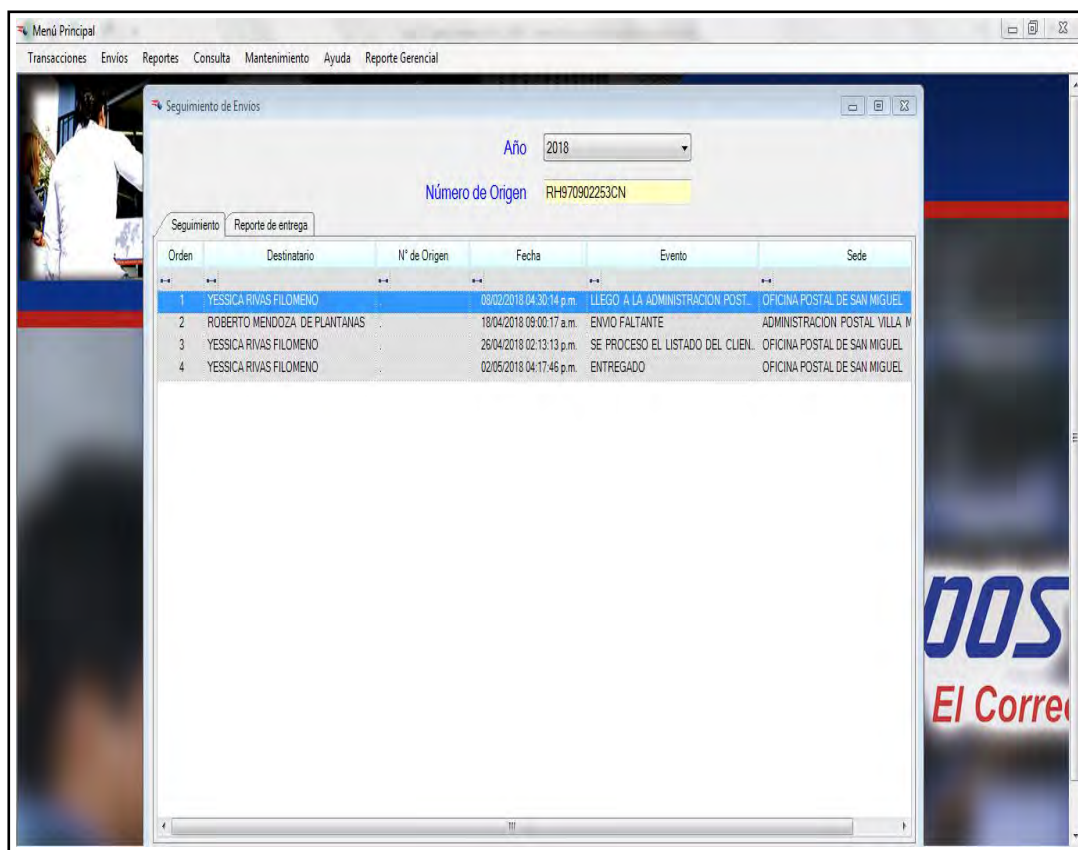 Menú Principal
Transacciones Envíos Reportes Consulta Mantenimiento Ayuda Reporte Gerencial
Seguimiento de Envíos
Año 2018
Número de Origen RH970902253CN
Seguimiento Reporte de entrega
Orden Destinatario N° de Origen Fecha Evento Sede
1 YESSICA RIVAS FILOMENO . 08/02/2018 04:30:14 p.m. LLEGO A LA ADMINISTRACION POST... OFICINA POSTAL DE SAN MIGUEL
2 ROBERTO MENDOZA DE PLANTANAS . 18/04/2018 09:00:17 a.m. ENVIO FALTANTE ADMINISTRACION POSTAL VILLA M
3 YESSICA RIVAS FILOMENO . 26/04/2018 02:13:13 p.m. SE PROCESO EL LISTADO DEL CLIEN... OFICINA POSTAL DE SAN MIGUEL
4 YESSICA RIVAS FILOMENO . 02/05/2018 04:17:46 p.m. ENTREGADO OFICINA POSTAL DE SAN MIGUEL
pos
El Correo